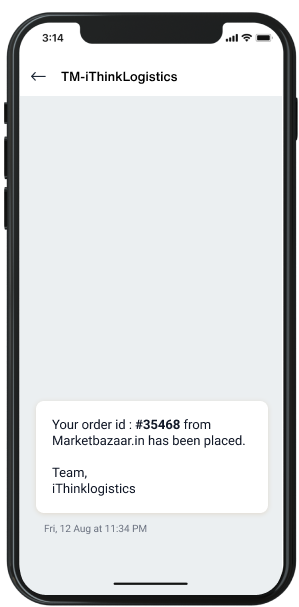 3:14
TM-iThinkLogistics
Your order id : #35468 from
Marketbazaar.in has been placed.
Team,
iThinklogistics
Fri, 12 Aug at 11:34 PM